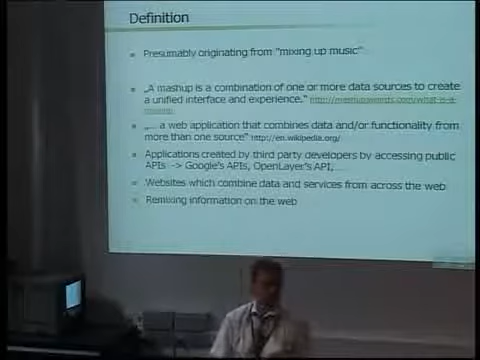 Definition
Presumably originating from "mixing up music"
„A mashup is a combination of one or more data sources to create
a unified interface and experience." http://mashupawards.com/what-is-a-
„... a web application that combines data and/or functionality from
more than one source" http://en.wikipedia.org/
Applications created by third party developers by accessing public
APIs -> Google's APIs, OpenLayer's API,...
Websites which combine data and services from across the web
Remixing information on the web